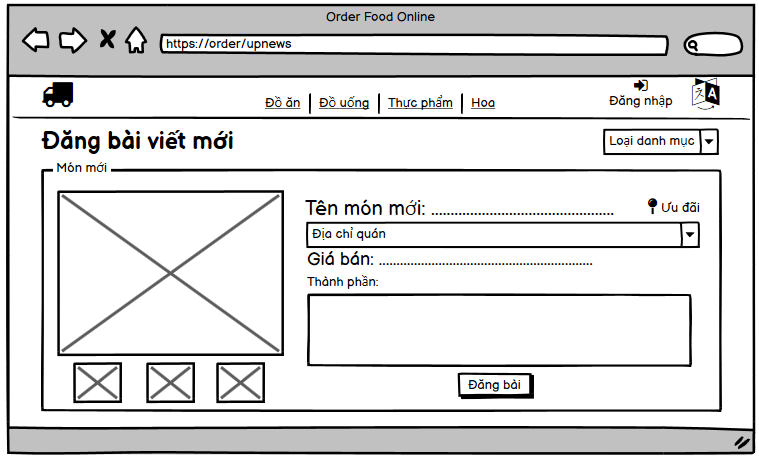 Order Food Online
https://order/upnews
Đồ ăn Đồ uống Thực phẩm Hoa
Đăng nhập
Đăng bài viết mới
Loại danh mục
Món mới
Tên món mới: ................................................
Ưu đãi
Địa chỉ quán
Giá bán: ..........................................................
Thành phần:
Đăng bài